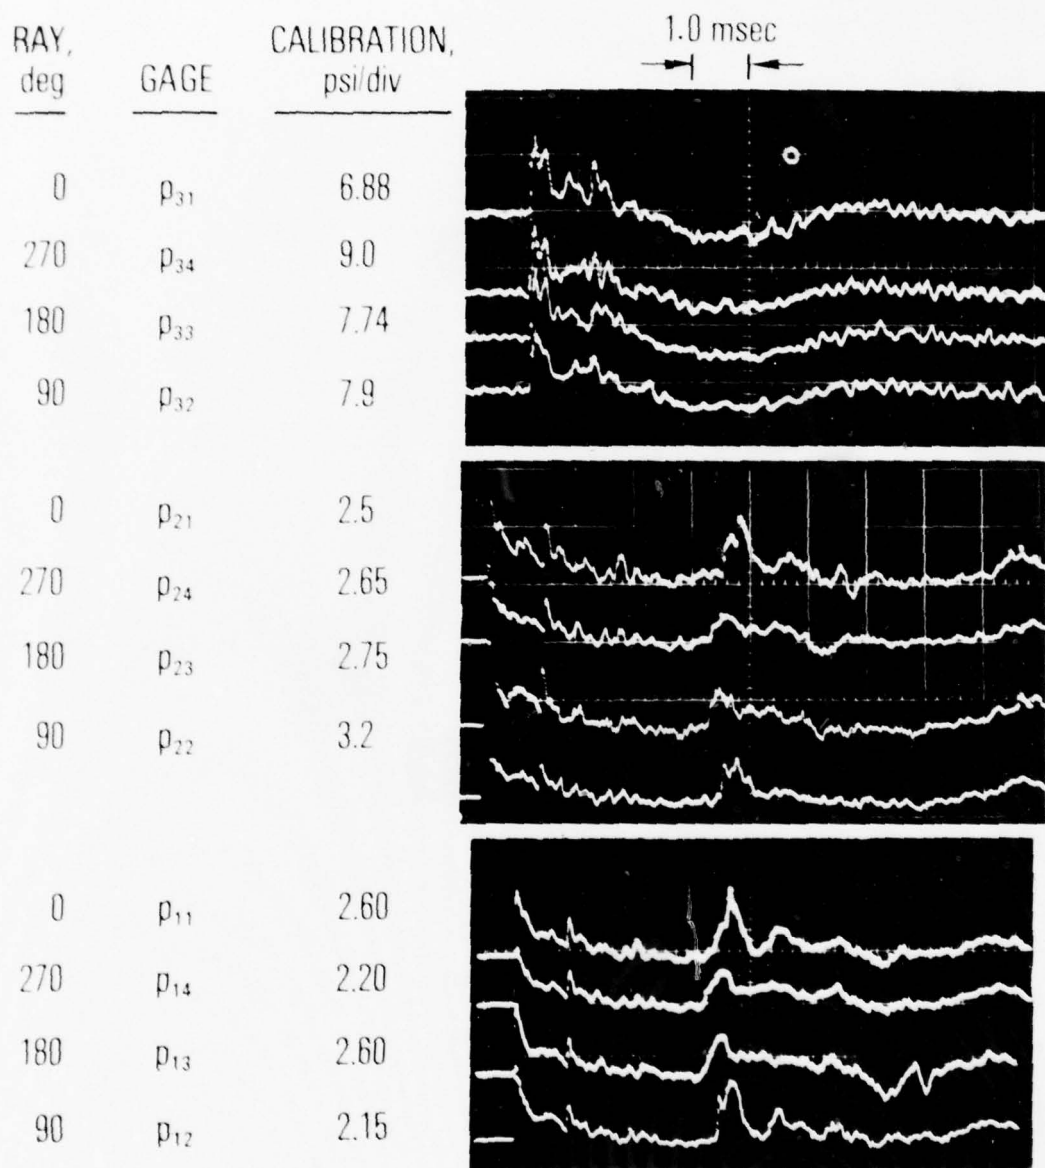 RAY, deg GAGE CALIBRATION, psi/div 1.0 msec
0 p31 6.88
270 p34 9.0
180 p33 7.74
90 p32 7.9
0 p21 2.5
270 p24 2.65
180 p23 2.75
90 p22 3.2
0 p11 2.60
270 p14 2.20
180 p13 2.60
90 p12 2.15